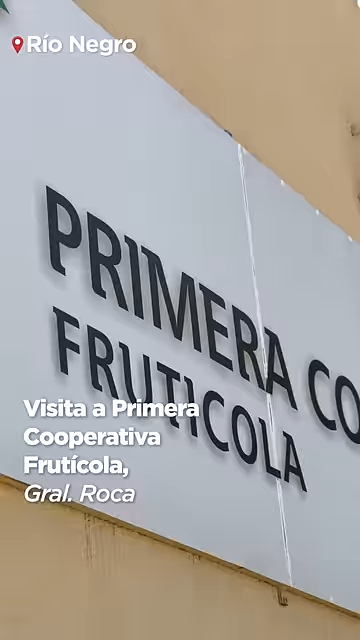 Río Negro
PRIMERA CO
FRUTICOLA
Visita a Primera
Cooperativa
Frutícola,
Gral. Roca